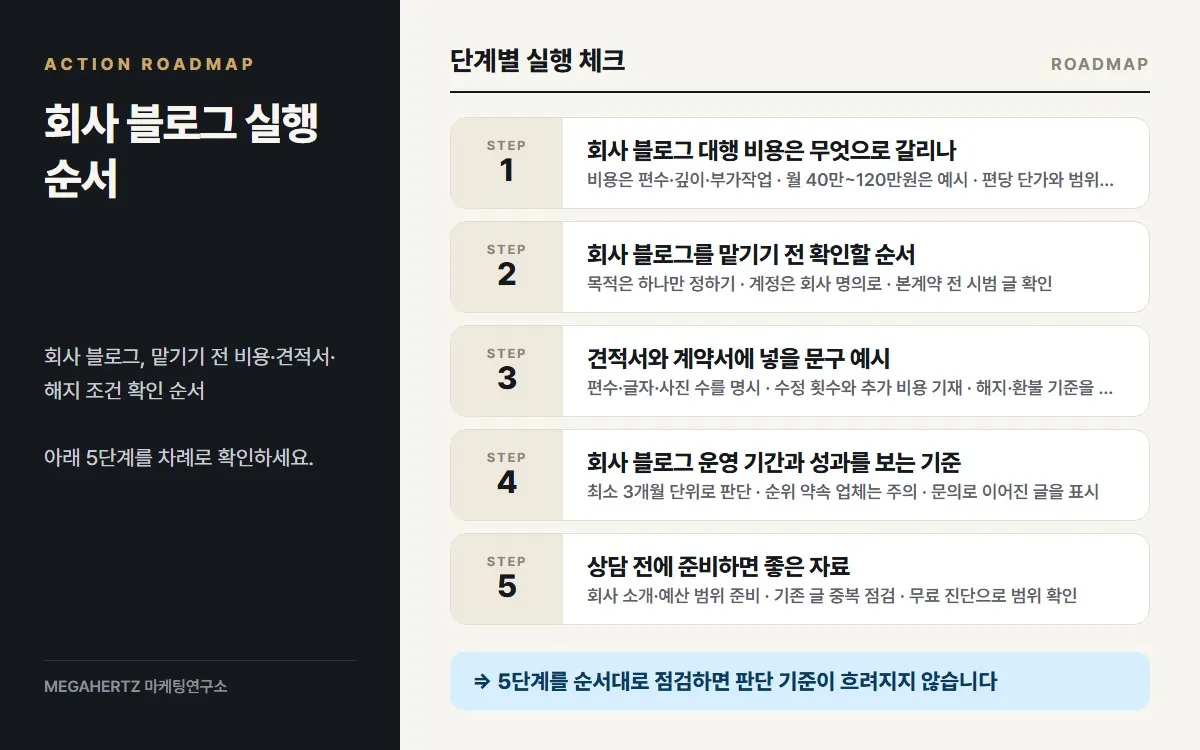 ACTION ROADMAP
회사 블로그 실행
순서
회사 블로그, 맡기기 전 비용·견적서·
해지 조건 확인 순서
아래 5단계를 차례로 확인하세요.
MEGAHERTZ 마케팅연구소
단계별 실행 체크
ROADMAP
STEP
1
회사 블로그 대행 비용은 무엇으로 갈리나
비용은 편수·깊이·부가작업 · 월 40만~120만원은 예시 · 편당 단가와 범위...
STEP
2
회사 블로그를 맡기기 전 확인할 순서
목적은 하나만 정하기 · 계정은 회사 명의로 · 본계약 전 시범 글 확인
STEP
3
견적서와 계약서에 넣을 문구 예시
편수·글자·사진 수를 명시 · 수정 횟수와 추가 비용 기재 · 해지·환불 기준을 ...
STEP
4
회사 블로그 운영 기간과 성과를 보는 기준
최소 3개월 단위로 판단 · 순위 약속 업체는 주의 · 문의로 이어진 글을 표시
STEP
5
상담 전에 준비하면 좋은 자료
회사 소개·예산 범위 준비 · 기존 글 중복 점검 · 무료 진단으로 범위 확인
→ 5단계를 순서대로 점검하면 판단 기준이 흐려지지 않습니다